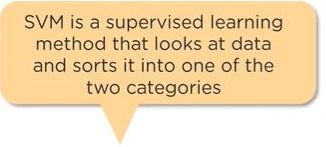 SVM is a supervised learning
method that looks at data
and sorts it into one of the
two categories